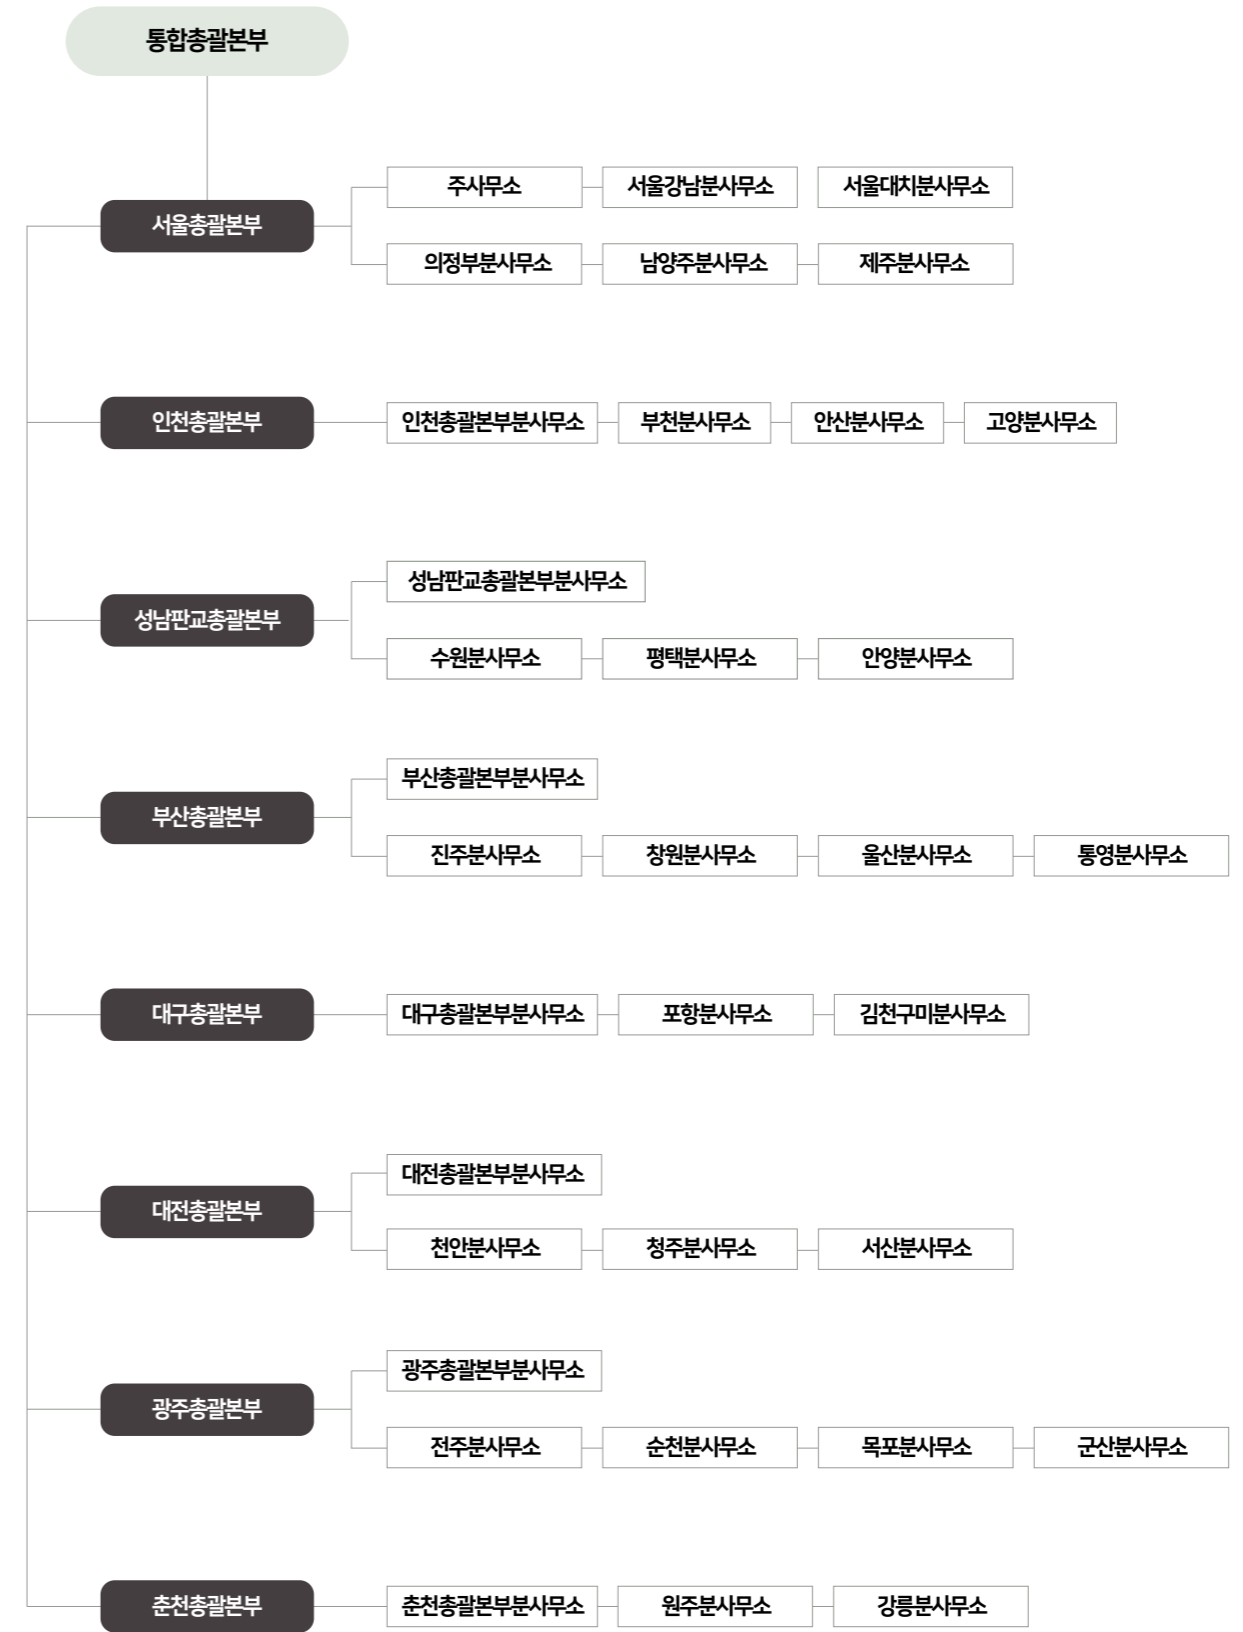 통합총괄본부
서울총괄본부
주사무소 서울강남분사무소 서울대치분사무소
의정부분사무소 남양주분사무소 제주분사무소
인천총괄본부 인천총괄본부분사무소 부천분사무소 안산분사무소 고양분사무소
성남판교총괄본부
성남판교총괄본부분사무소
수원분사무소 평택분사무소 안양분사무소
부산총괄본부
부산총괄본부분사무소
진주분사무소 창원분사무소 울산분사무소 통영분사무소
대구총괄본부 대구총괄본부분사무소 포항분사무소 김천구미분사무소
대전총괄본부
대전총괄본부분사무소
천안분사무소 청주분사무소 서산분사무소
광주총괄본부
광주총괄본부분사무소
전주분사무소 순천분사무소 목포분사무소 군산분사무소
춘천총괄본부 춘천총괄본부분사무소 원주분사무소 강릉분사무소